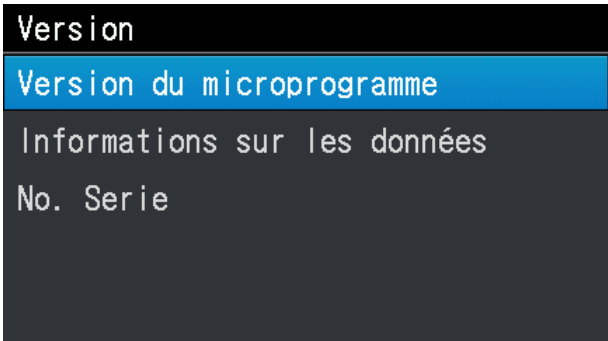 Version
Version du microprogramme
Informations sur les données
No. Serie